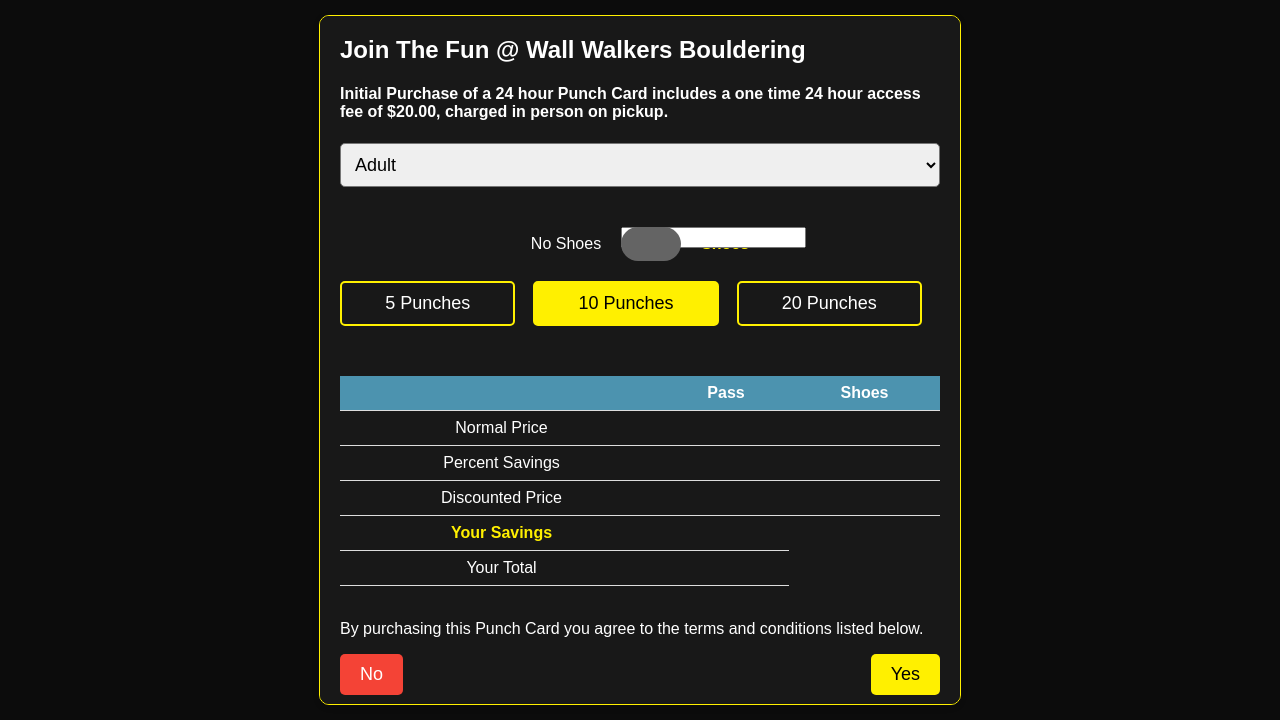 Join The Fun @ Wall Walkers Bouldering
Initial Purchase of a 24 hour Punch Card includes a one time 24 hour access
fee of $20.00, charged in person on pickup.
Adult
No Shoes
5 Punches 10 Punches 20 Punches
Pass Shoes
Normal Price
Percent Savings
Discounted Price
Your Savings
Your Total
By purchasing this Punch Card you agree to the terms and conditions listed below.
No Yes